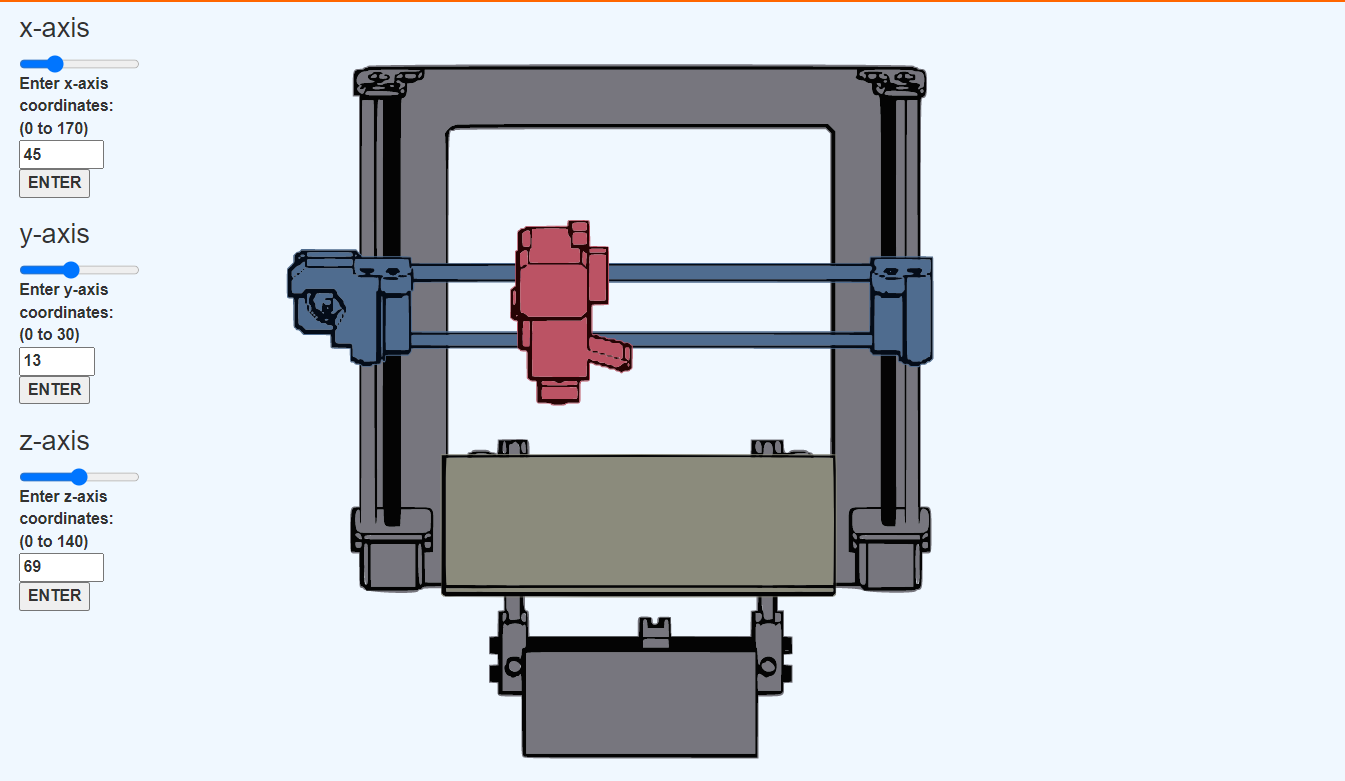 x-axis
Enter x-axis
coordinates:
(0 to 170)
45
ENTER
y-axis
Enter y-axis
coordinates:
(0 to 30)
13
ENTER
z-axis
Enter z-axis
coordinates:
(0 to 140)
69
ENTER